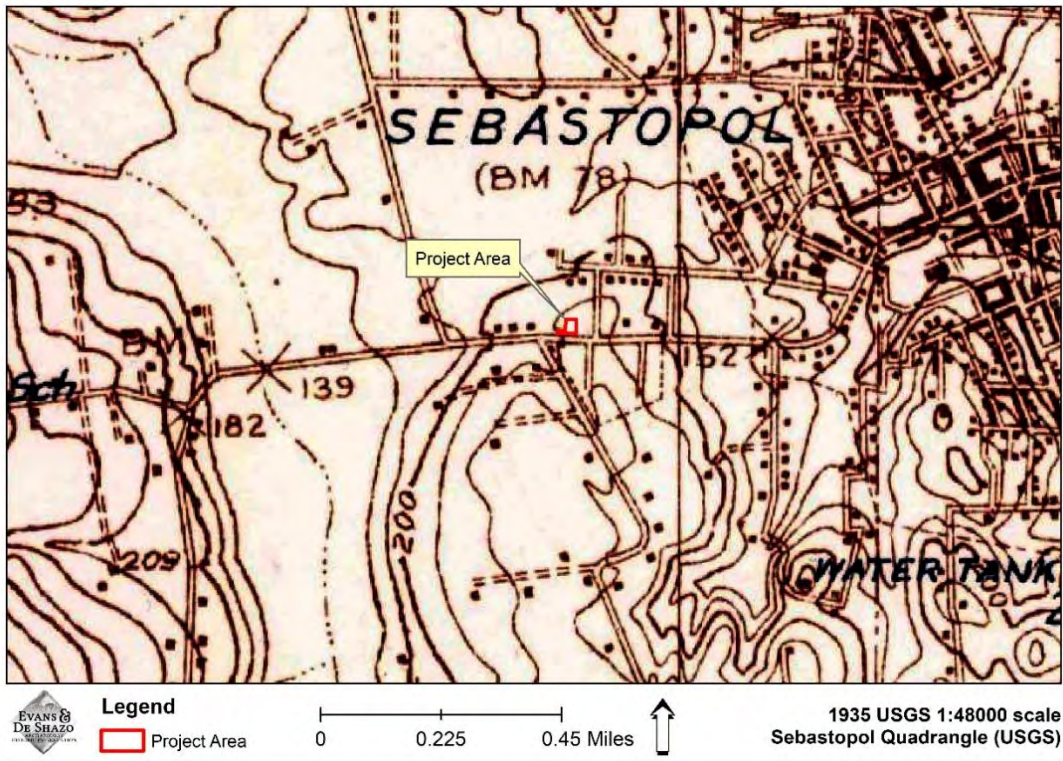 SEBASTOPOL
(BM 78)
Project Area
152
139
Sch
182
200
209
WATER TANK
EVANS &
DE SHAZO
Legend
Project Area
0 0.225 0.45 Miles
1935 USGS 1:48000 scale
Sebastopol Quadrangle (USGS)